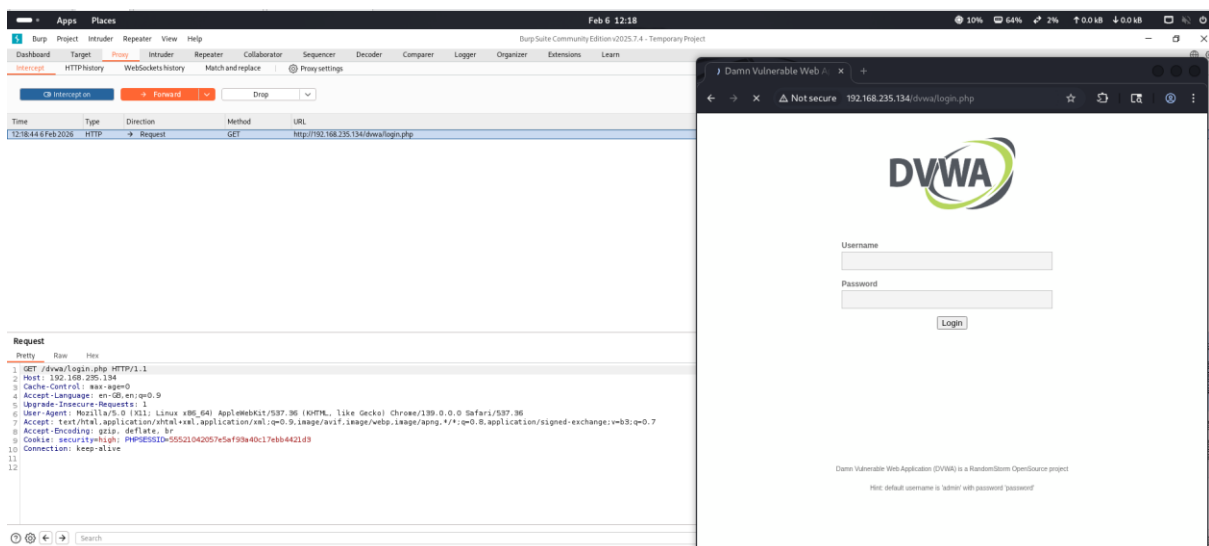 Apps Places Feb 6 12:18 10% 64% 2% ↑ 0.0 kB ↓ 0.0 kB
Burp Project Intruder Repeater View Help Burp Suite Community Edition v2025.7.4 - Temporary Project
Dashboard Target Proxy Intruder Repeater Collaborator Sequencer Decoder Comparer Logger Organizer Extensions Learn
Intercept HTTP history WebSockets history Match and replace Proxy settings
Intercept on → Forward Drop
Time Type Direction Method URL
12:18:44 6 Feb 2026 HTTP → Request GET http://192.168.235.134/dvwa/login.php
Request
Pretty Raw Hex
1 GET /dvwa/login.php HTTP/1.1
2 Host: 192.168.235.134
3 Cache-Control: max-age=0
4 Accept-Language: en-GB,en;q=0.9
5 Upgrade-Insecure-Requests: 1
6 User-Agent: Mozilla/5.0 (X11; Linux x86_64) AppleWebKit/537.36 (KHTML, like Gecko) Chrome/139.0.0.0 Safari/537.36
7 Accept: text/html,application/xhtml+xml,application/xml;q=0.9,image/avif,image/webp,image/apng,*/*;q=0.8,application/signed-exchange;v=b3;q=0.7
8 Accept-Encoding: gzip, deflate, br
9 Cookie: security=high; PHPSESSID=55521042057e5af93a40c17ebb4421d3
10 Connection: keep-alive
11
12
Search
Damn Vulnerable Web A
Not secure 192.168.235.134/dvwa/login.php
DVWA
Username
Password
Login
Damn Vulnerable Web Application (DVWA) is a RandomStorm OpenSource project
Hint: default username is 'admin' with password 'password'